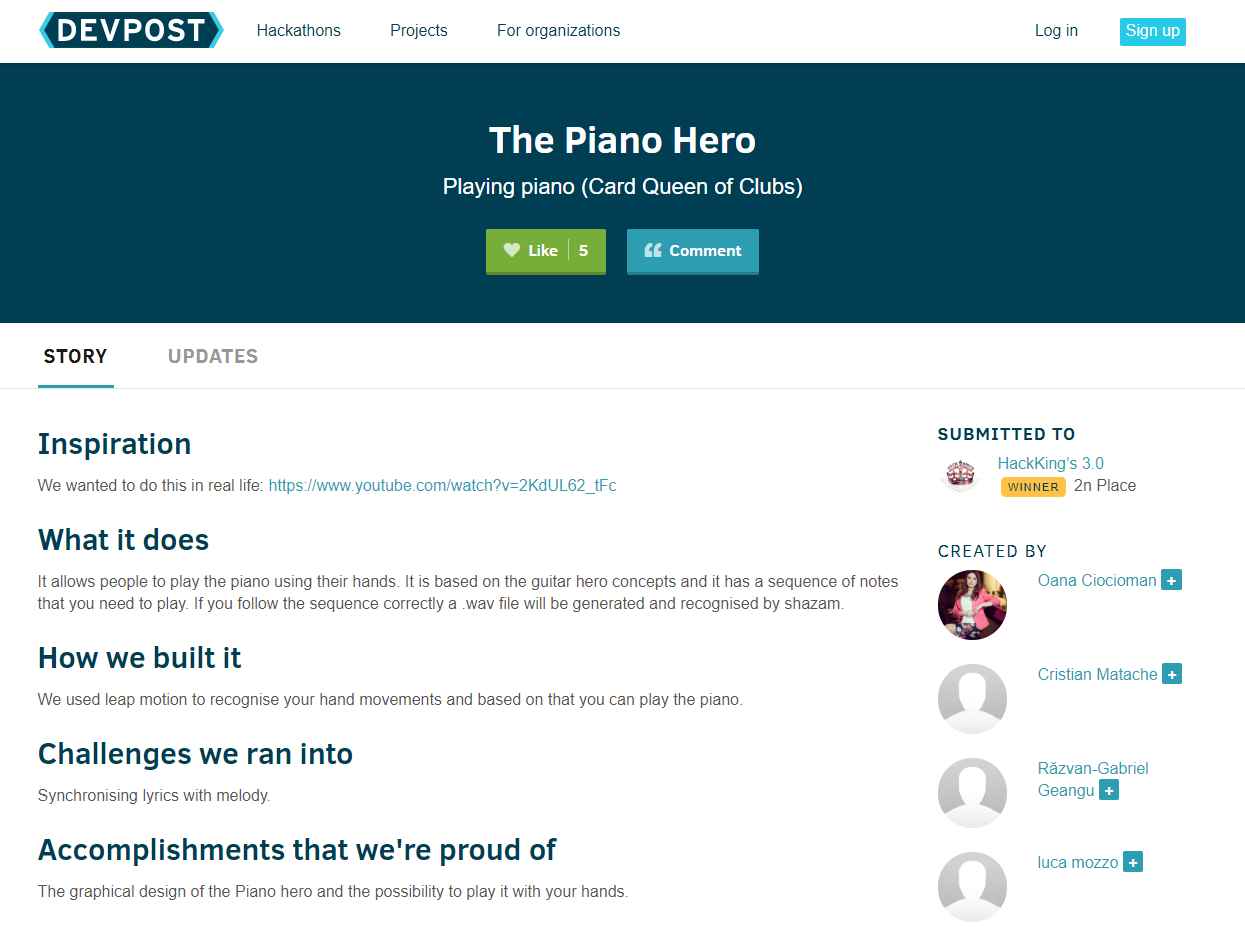 DEVPOST
Hackathons
Projects
For organizations
Log in
Sign up
The Piano Hero
Playing piano (Card Queen of Clubs)
Like 5
Comment
STORY
UPDATES
Inspiration
We wanted to do this in real life: https://www.youtube.com/watch?v=2KdUL62_tFc
What it does
It allows people to play the piano using their hands. It is based on the guitar hero concepts and it has a sequence of notes
that you need to play. If you follow the sequence correctly a .wav file will be generated and recognised by shazam.
How we built it
We used leap motion to recognise your hand movements and based on that you can play the piano.
Challenges we ran into
Synchronising lyrics with melody.
Accomplishments that we're proud of
The graphical design of the Piano hero and the possibility to play it with your hands.
SUBMITTED TO
HackKing's 3.0
WINNER 2n Place
CREATED BY
Oana Ciocioman +
Cristian Matache +
Răzvan-Gabriel
Geangu +
luca mozzo +